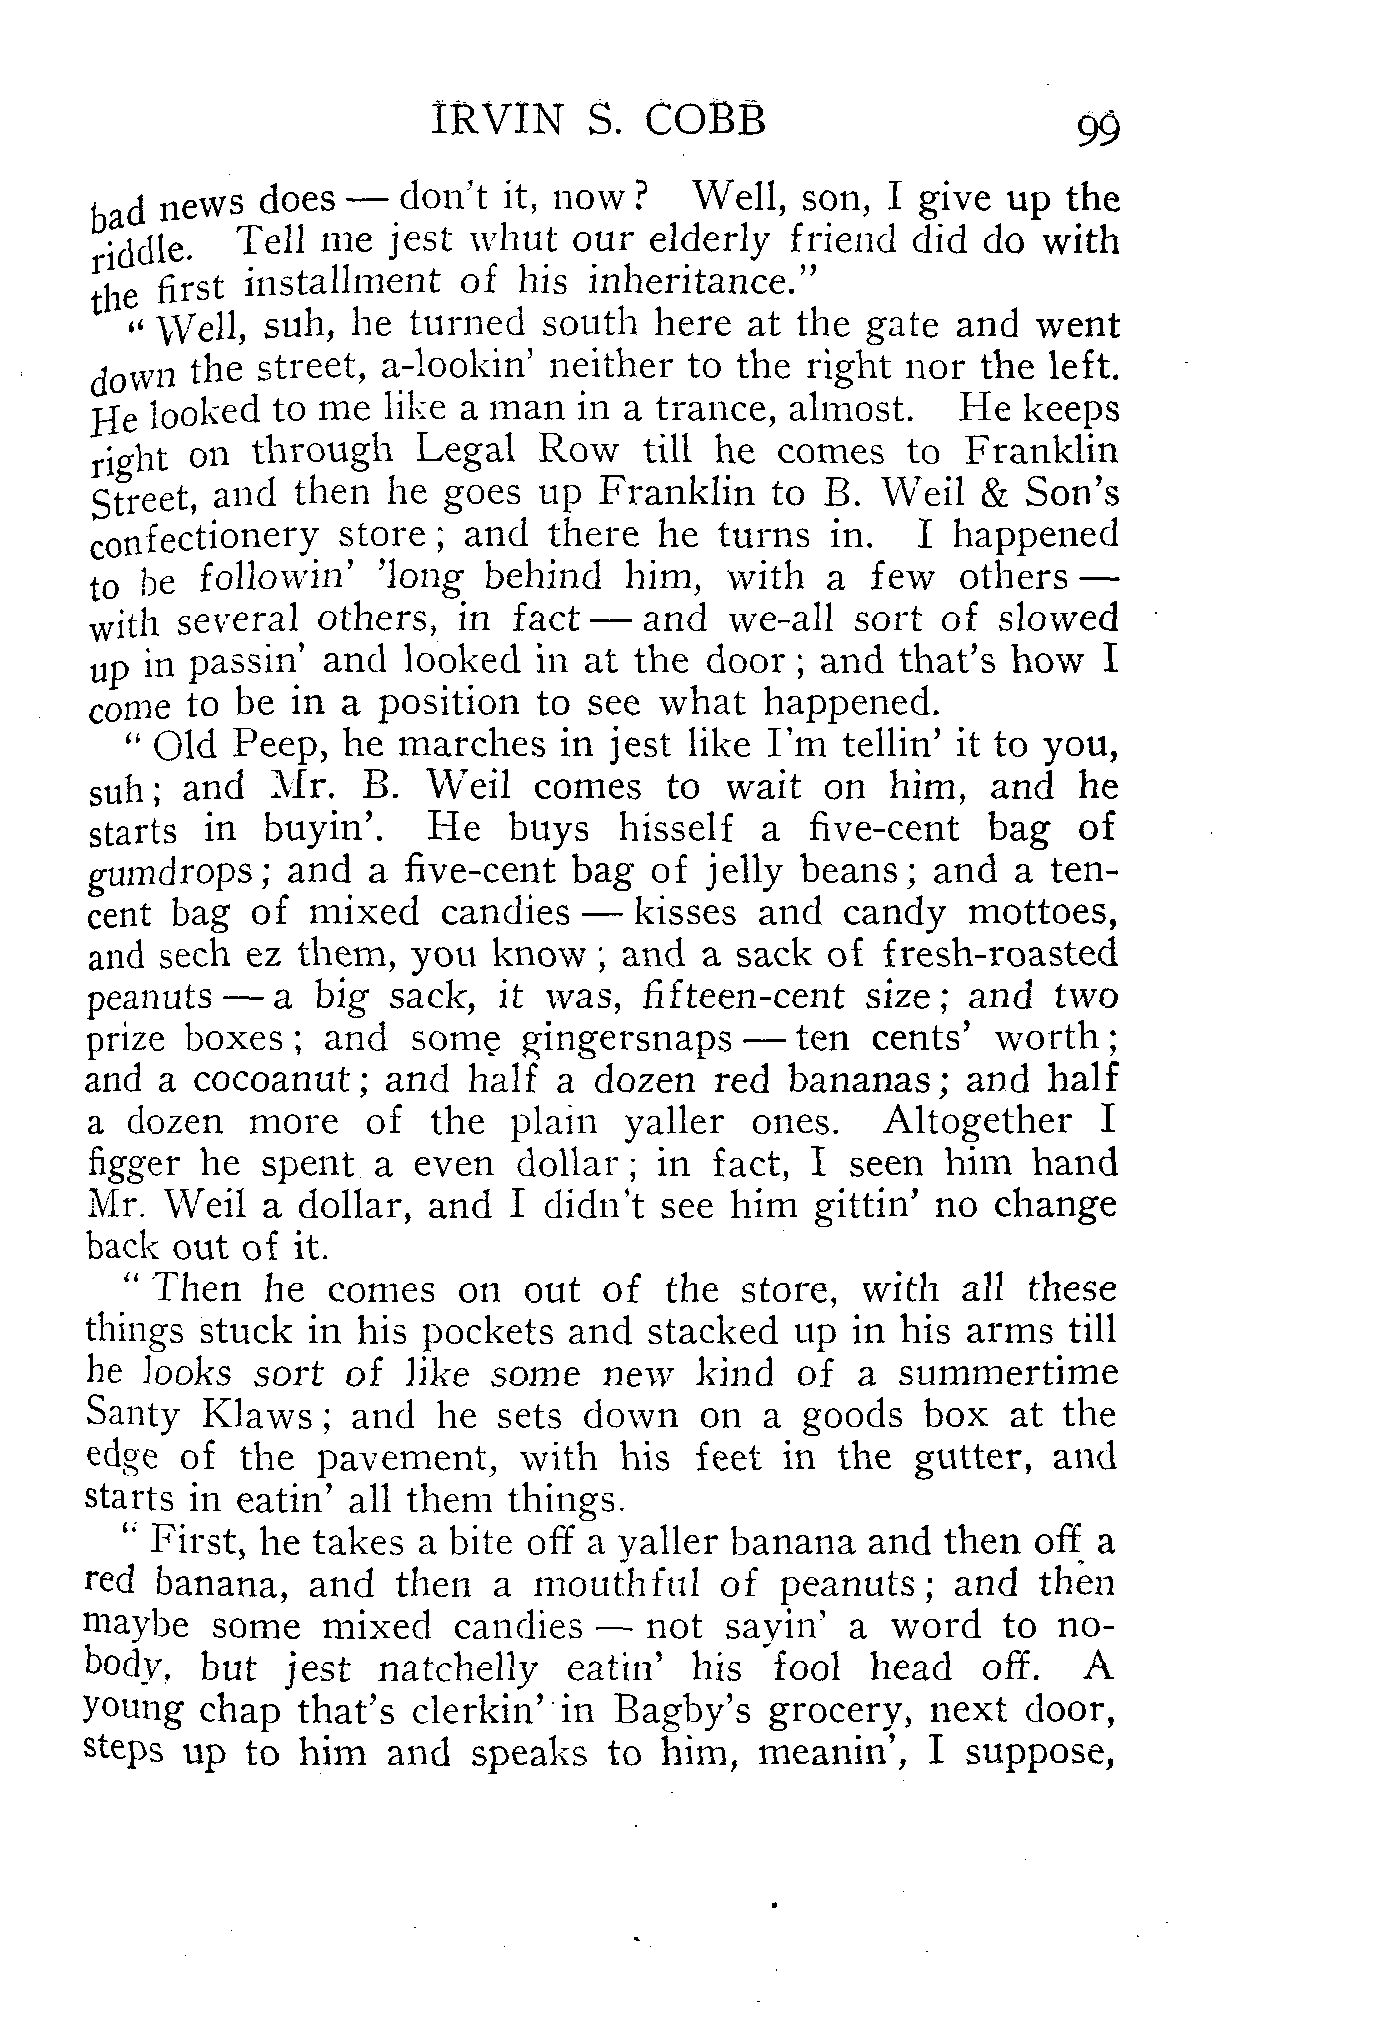 IRVIN S. COBB 99
bad news does — don't it, now? Well, son, I give up the
riddle. Tell me jest whut our elderly friend did do with
the first installment of his inheritance."
"Well, suh, he turned south here at the gate and went
down the street, a-lookin' neither to the right nor the left.
He looked to me like a man in a trance, almost. He keeps
right on through Legal Row till he comes to Franklin
Street, and then he goes up Franklin to B. Weil & Son's
confectionery store; and there he turns in. I happened
to be followin' 'long behind him, with a few others —
with several others, in fact — and we-all sort of slowed
up in passin' and looked in at the door; and that's how I
come to be in a position to see what happened.
"Old Peep, he marches in jest like I'm tellin' it to you,
suh; and Mr. B. Weil comes to wait on him, and he
starts in buyin'. He buys hisself a five-cent bag of
gumdrops; and a five-cent bag of jelly beans; and a ten-
cent bag of mixed candies — kisses and candy mottoes,
and sech ez them, you know; and a sack of fresh-roasted
peanuts — a big sack, it was, fifteen-cent size; and two
prize boxes; and some gingersnaps — ten cents' worth;
and a cocoanut; and half a dozen red bananas; and half
a dozen more of the plain yaller ones. Altogether I
figger he spent a even dollar; in fact, I seen him hand
Mr. Weil a dollar, and I didn't see him gittin' no change
back out of it.
"Then he comes on out of the store, with all these
things stuck in his pockets and stacked up in his arms till
he looks sort of like some new kind of a summertime
Santy Klaws; and he sets down on a goods box at the
edge of the pavement, with his feet in the gutter, and
starts in eatin' all them things.
"First, he takes a bite off a yaller banana and then off a
red banana, and then a mouthful of peanuts; and then
maybe some mixed candies — not sayin' a word to no-
body, but jest natchelly eatin' his fool head off. A
young chap that's clerkin' in Bagby's grocery, next door,
steps up to him and speaks to him, meanin', I suppose,